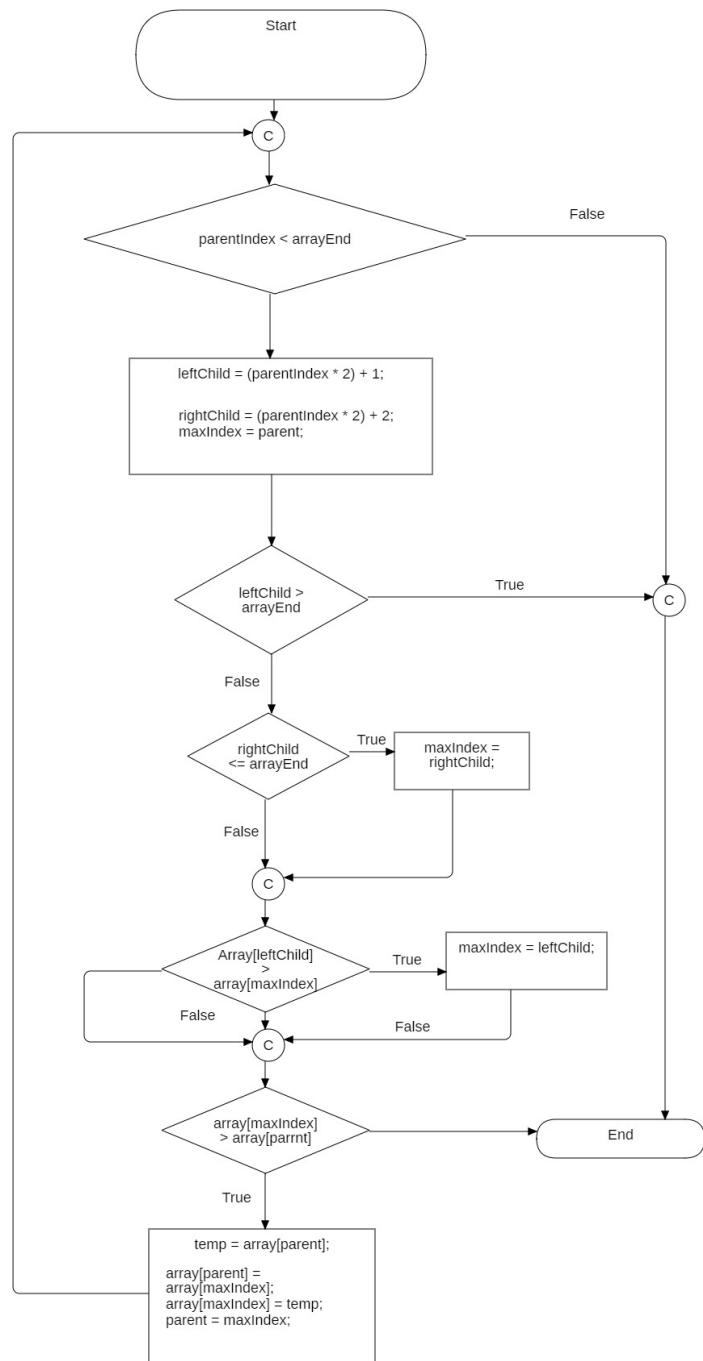 Start
C
False
parentIndex < arrayEnd
leftChild = (parentIndex * 2) + 1;
rightChild = (parentIndex * 2) + 2;
maxIndex = parent;
leftChild >
arrayEnd
True
C
False
rightChild
<= arrayEnd
True
maxIndex =
rightChild;
False
C
Array[leftChild]
>
array[maxIndex]
True
maxIndex = leftChild;
False
False
C
array[maxIndex]
> array[parrnt]
End
True
temp = array[parent];
array[parent] =
array[maxIndex];
array[maxIndex] = temp;
parent = maxIndex;